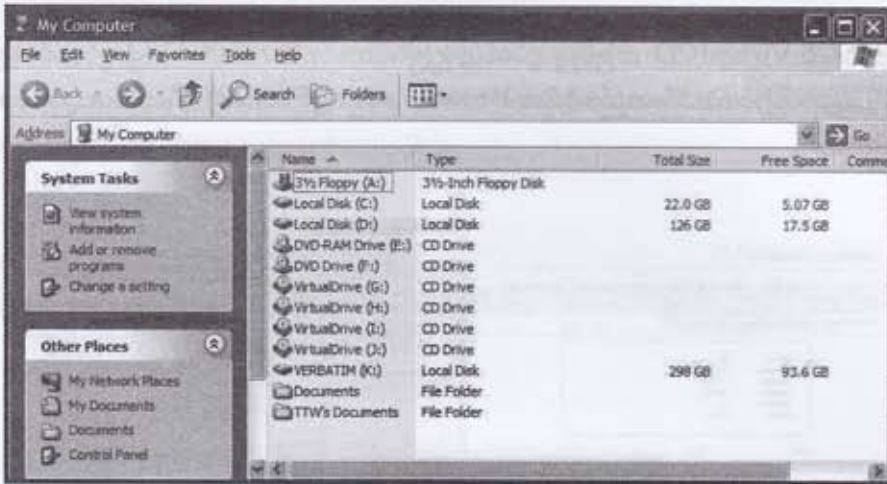 My Computer
File Edit View Favorites Tools Help
Back Search Folders
Address My Computer Go
System Tasks
View system information
Add or remove programs
Change a setting
Other Places
My Network Places
My Documents
Documents
Control Panel
Name Type Total Size Free Space Comme
3½ Floppy (A:) 3½-Inch Floppy Disk
Local Disk (C:) Local Disk 22.0 GB 5.07 GB
Local Disk (D:) Local Disk 126 GB 17.5 GB
DVD-RAM Drive (E:) CD Drive
DVD Drive (F:) CD Drive
VirtualDrive (G:) CD Drive
VirtualDrive (H:) CD Drive
VirtualDrive (I:) CD Drive
VirtualDrive (J:) CD Drive
VERBATIM (K:) Local Disk 298 GB 93.6 GB
Documents File Folder
TTW's Documents File Folder